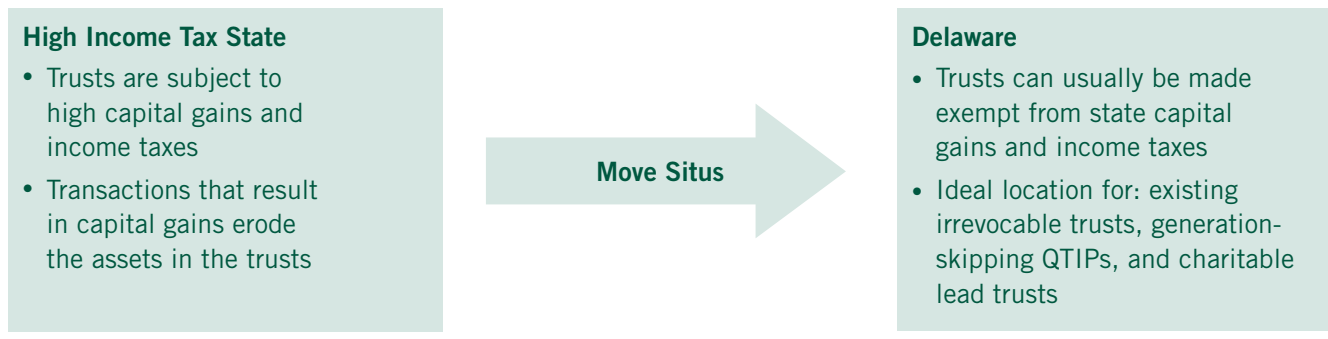 High Income Tax State
• Trusts are subject to
high capital gains and
income taxes
• Transactions that result
in capital gains erode
the assets in the trusts
Move Situs
Delaware
• Trusts can usually be made
exempt from state capital
gains and income taxes
• Ideal location for: existing
irrevocable trusts, generation-
skipping QTIPs, and charitable
lead trusts